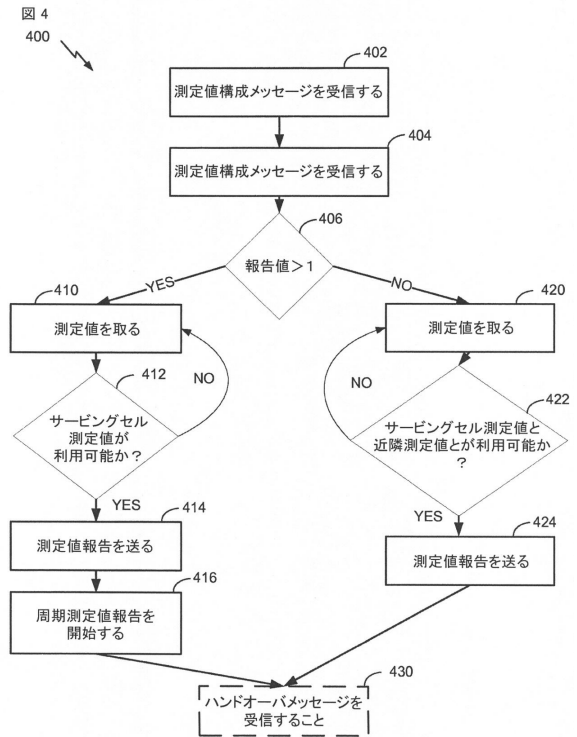 図 4
400
402
測定値構成メッセージを受信する
404
測定値構成メッセージを受信する
406
報告値＞1
YES
NO
410
測定値を取る
420
測定値を取る
412
NO
サービングセル
測定値が
利用可能か？
NO
422
サービングセル測定値と
近隣測定値とが利用可能か
？
YES
414
測定値報告を送る
YES
424
測定値報告を送る
416
周期測定値報告を
開始する
430
ハンドオーバメッセージを
受信すること